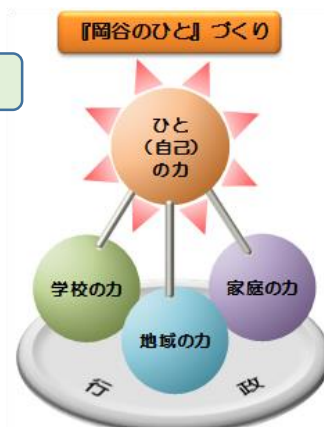 『岡谷のひと』づくり
ひと
（自己）
の力
学校の力
地域の力
家庭の力
行政